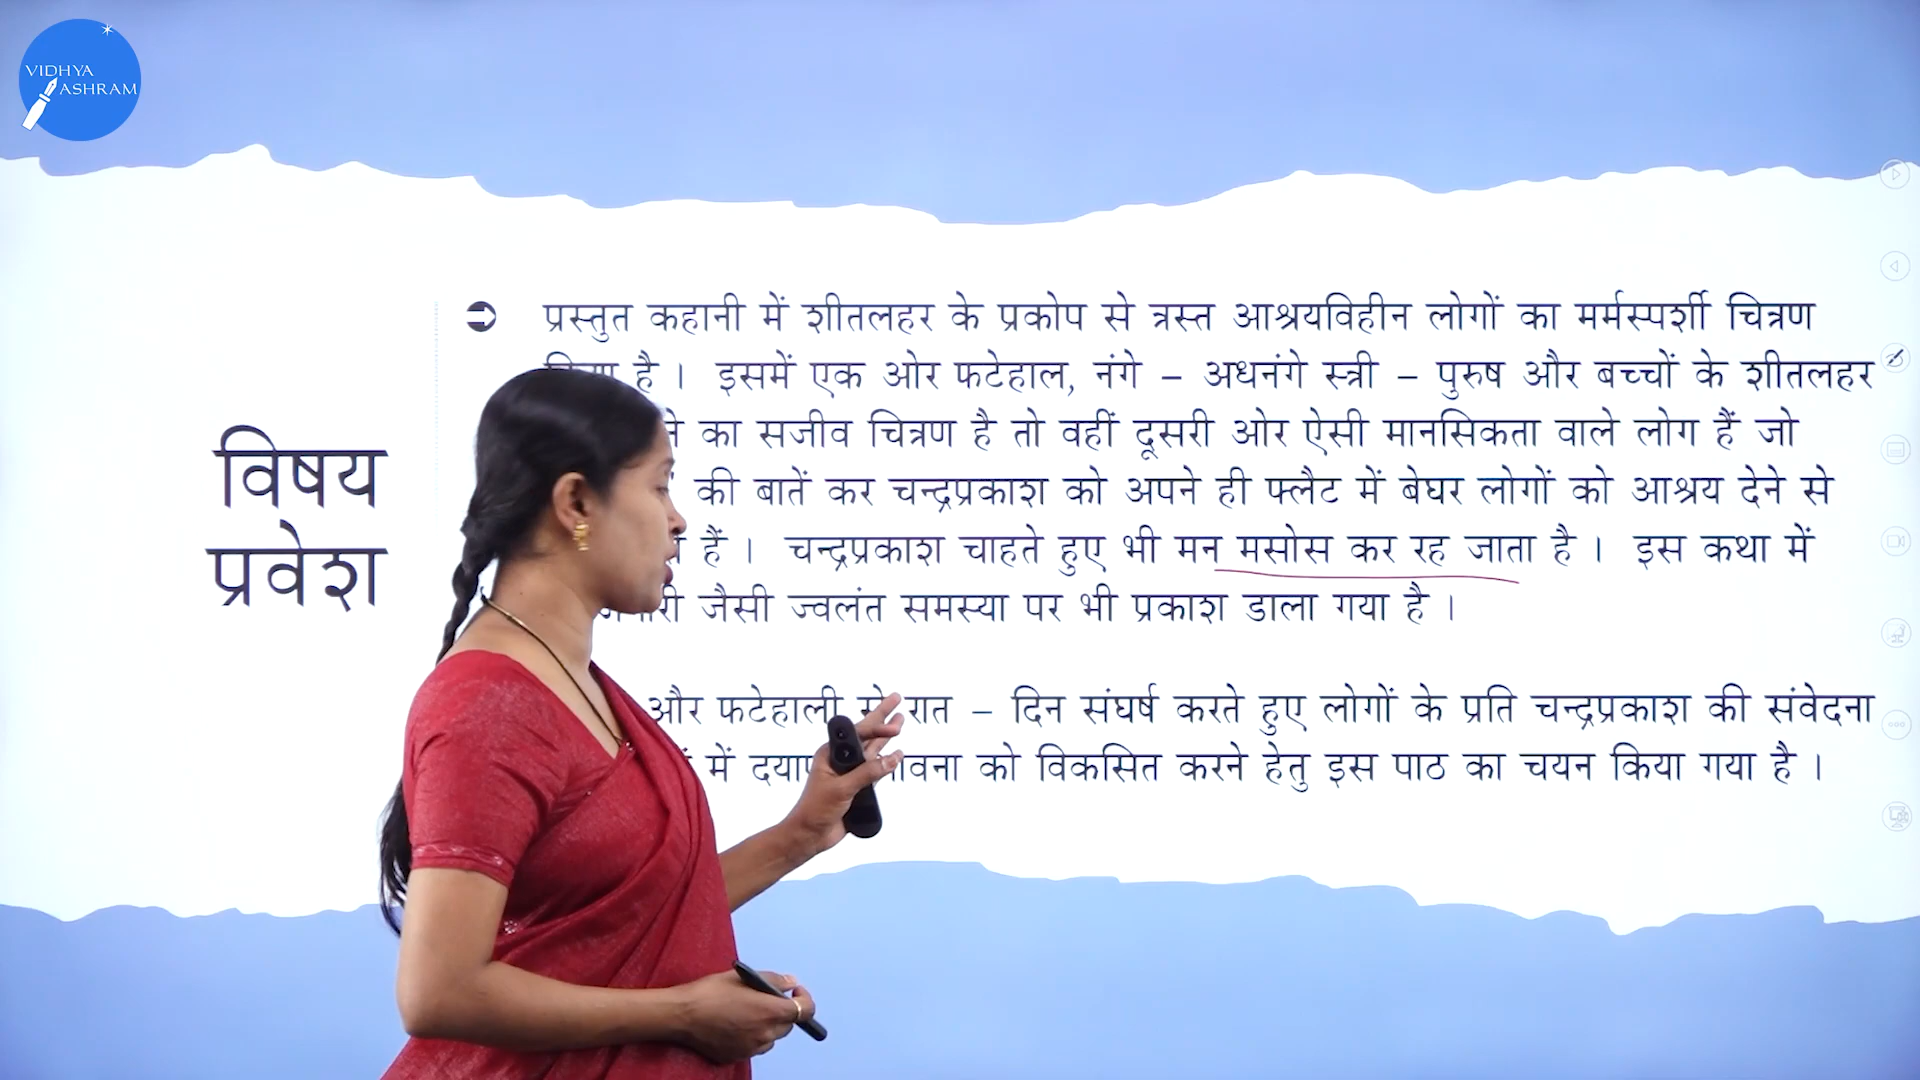 VIDHYA
ASHRAM
विषय
प्रवेश
प्रस्तुत कहानी में शीतलहर के प्रकोप से त्रस्त आश्रयविहीन लोगों का मर्मस्पर्शी चित्रण
है । इसमें एक ओर फटेहाल, नंगे – अधनंगे स्त्री – पुरुष और बच्चों के शीतलहर
का सजीव चित्रण है तो वहीं दूसरी ओर ऐसी मानसिकता वाले लोग हैं जो
की बातें कर चन्द्रप्रकाश को अपने ही फ्लैट में बेघर लोगों को आश्रय देने से
हैं । चन्द्रप्रकाश चाहते हुए भी मन मसोस कर रह जाता है । इस कथा में
जैसी ज्वलंत समस्या पर भी प्रकाश डाला गया है ।
और फटेहाली से रात – दिन संघर्ष करते हुए लोगों के प्रति चन्द्रप्रकाश की संवेदना
में को विकसित करने हेतु इस पाठ का चयन किया गया है ।